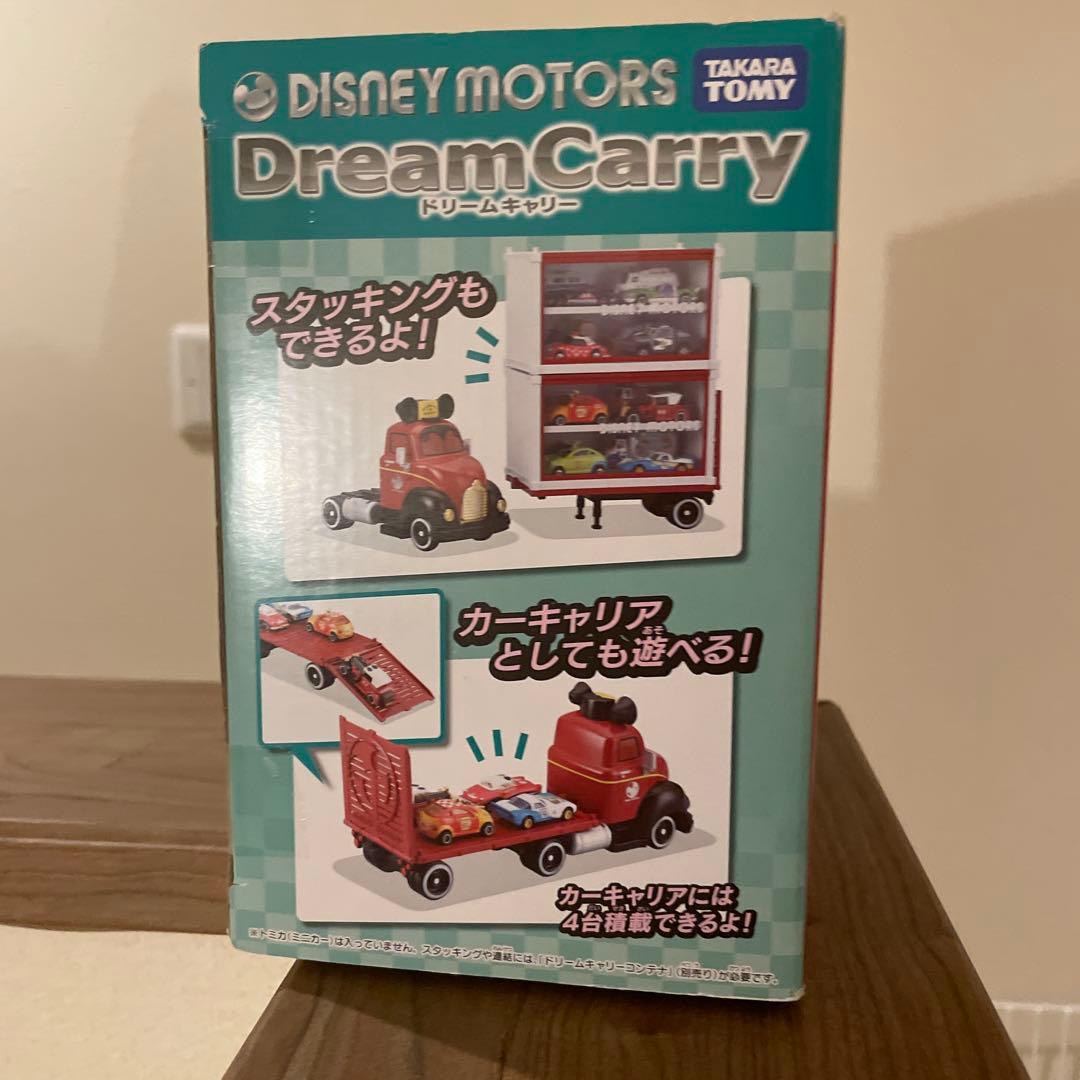 DISNEY MOTORS
TAKARA TOMY
DreamCarry
ドリームキャリー
スタッキングも
できるよ!
DISNEY MOTORS
DISNEY MOTORS
カーキャリア
としても遊べる!
カーキャリアには
4台積載できるよ!
※トミカ(ミニカー)は入っていません。スタッキングや連結には、「ドリームキャリーコンテナ」(別売り)が必要です。